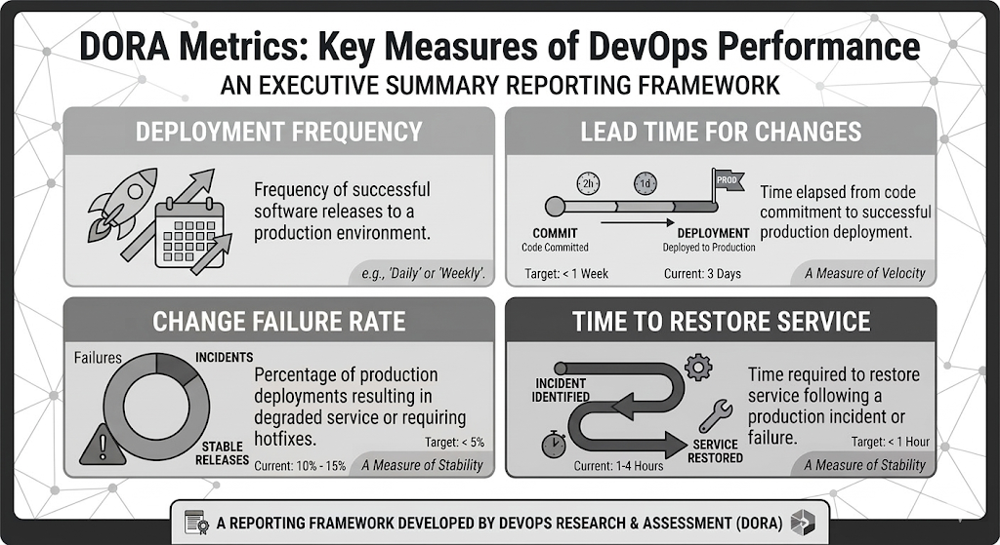 DORA Metrics: Key Measures of DevOps Performance
AN EXECUTIVE SUMMARY REPORTING FRAMEWORK
DEPLOYMENT FREQUENCY
Frequency of successful
software releases to a
production environment.
e.g., 'Daily' or 'Weekly'.
LEAD TIME FOR CHANGES
2h
1d
PROD
COMMIT
Code Committed
DEPLOYMENT
Deployed to Production
Time elapsed from code
commitment to successful
production deployment.
Target: < 1 Week
Current: 3 Days
A Measure of Velocity
CHANGE FAILURE RATE
Failures
INCIDENTS
STABLE
RELEASES
Percentage of production
deployments resulting in
degraded service or requiring
hotfixes.
Target: < 5%
Current: 10% - 15%
A Measure of Stability
TIME TO RESTORE SERVICE
INCIDENT
IDENTIFIED
SERVICE
RESTORED
Time required to restore
service following a
production incident or
failure.
Target: < 1 Hour
Current: 1-4 Hours
A Measure of Stability
A REPORTING FRAMEWORK DEVELOPED BY DEVOPS RESEARCH & ASSESSMENT (DORA)